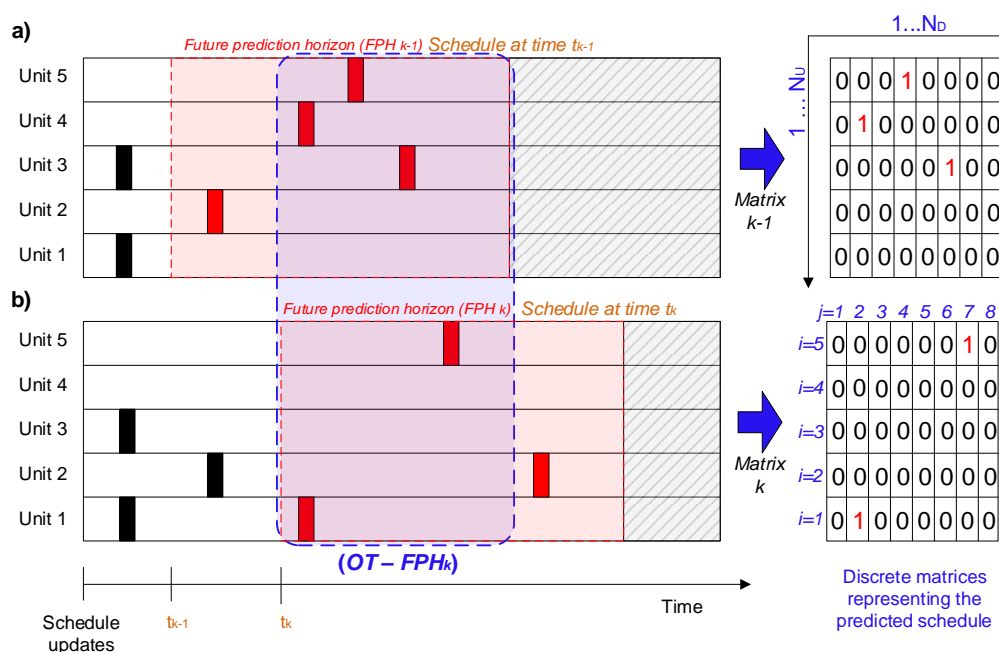 a)
Future prediction horizon (FPH k-1) Schedule at time tk-1
Unit 5
Unit 4
Unit 3
Unit 2
Unit 1
Matrix
k-1
1...ND
1 ... NU
0 0 0 1 0 0 0 0
0 1 0 0 0 0 0 0
0 0 0 0 0 1 0 0
0 0 0 0 0 0 0 0
0 0 0 0 0 0 0 0
b)
Future prediction horizon (FPH k) Schedule at time tk
Unit 5
Unit 4
Unit 3
Unit 2
Unit 1
(OT – FPHk)
Matrix
k
j=1 2 3 4 5 6 7 8
i=5 0 0 0 0 0 0 1 0
i=4 0 0 0 0 0 0 0 0
i=3 0 0 0 0 0 0 0 0
i=2 0 0 0 0 0 0 0 0
i=1 0 1 0 0 0 0 0 0
Time
Schedule
updates
tk-1
tk
Discrete matrices
representing the
predicted schedule